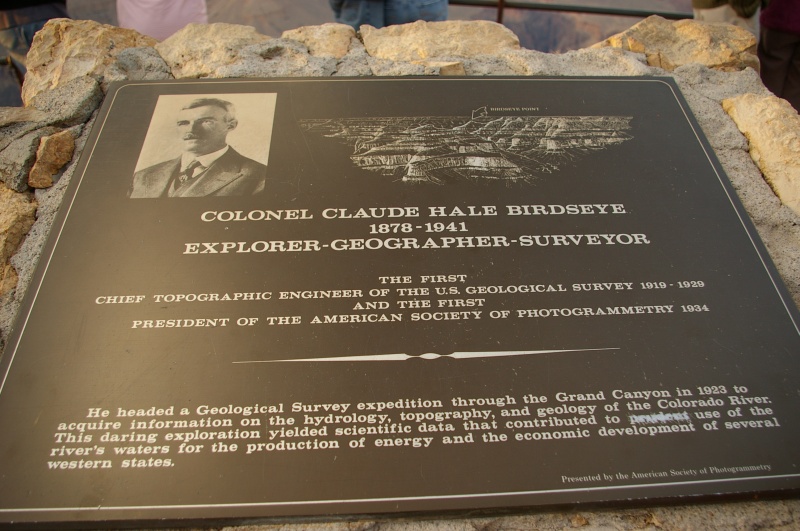 BIRDSEYE POINT
COLONEL CLAUDE HALE BIRDSEYE
1878-1941
EXPLORER-GEOGRAPHER-SURVEYOR
THE FIRST
CHIEF TOPOGRAPHIC ENGINEER OF THE U.S. GEOLOGICAL SURVEY 1919-1929
AND THE FIRST
PRESIDENT OF THE AMERICAN SOCIETY OF PHOTOGRAMMETRY 1934
He headed a Geological Survey expedition through the Grand Canyon in 1923 to
acquire information on the hydrology, topography, and geology of the Colorado River.
This daring exploration yielded scientific data that contributed to use of the
river's waters for the production of energy and the economic development of several
western states.
Presented by the American Society of Photogrammetry